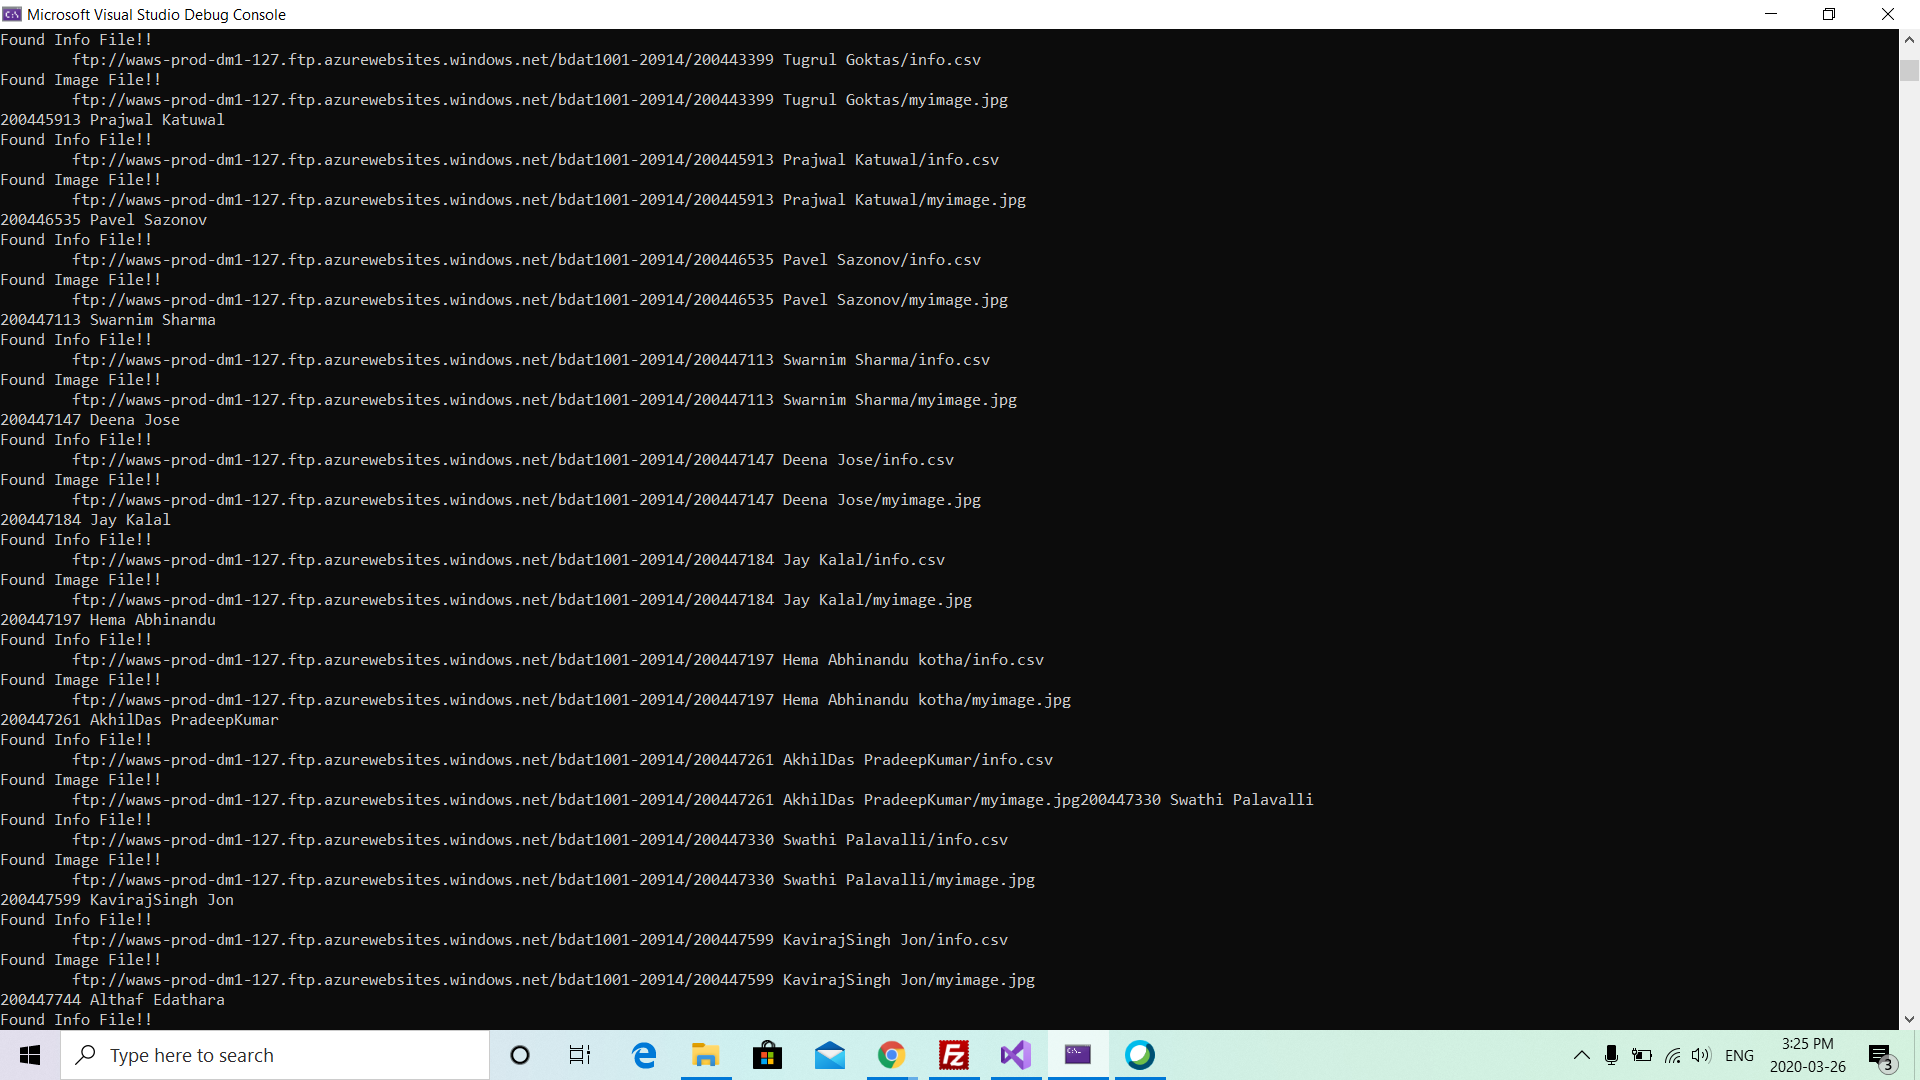 Microsoft Visual Studio Debug Console
Found Info File!!
ftp://waws-prod-dm1-127.ftp.azurewebsites.windows.net/bdat1001-20914/200443399 Tugrul Goktas/info.csv
Found Image File!!
ftp://waws-prod-dm1-127.ftp.azurewebsites.windows.net/bdat1001-20914/200443399 Tugrul Goktas/myimage.jpg
200445913 Prajwal Katuwal
Found Info File!!
ftp://waws-prod-dm1-127.ftp.azurewebsites.windows.net/bdat1001-20914/200445913 Prajwal Katuwal/info.csv
Found Image File!!
ftp://waws-prod-dm1-127.ftp.azurewebsites.windows.net/bdat1001-20914/200445913 Prajwal Katuwal/myimage.jpg
200446535 Pavel Sazonov
Found Info File!!
ftp://waws-prod-dm1-127.ftp.azurewebsites.windows.net/bdat1001-20914/200446535 Pavel Sazonov/info.csv
Found Image File!!
ftp://waws-prod-dm1-127.ftp.azurewebsites.windows.net/bdat1001-20914/200446535 Pavel Sazonov/myimage.jpg
200447113 Swarnim Sharma
Found Info File!!
ftp://waws-prod-dm1-127.ftp.azurewebsites.windows.net/bdat1001-20914/200447113 Swarnim Sharma/info.csv
Found Image File!!
ftp://waws-prod-dm1-127.ftp.azurewebsites.windows.net/bdat1001-20914/200447113 Swarnim Sharma/myimage.jpg
200447147 Deena Jose
Found Info File!!
ftp://waws-prod-dm1-127.ftp.azurewebsites.windows.net/bdat1001-20914/200447147 Deena Jose/info.csv
Found Image File!!
ftp://waws-prod-dm1-127.ftp.azurewebsites.windows.net/bdat1001-20914/200447147 Deena Jose/myimage.jpg
200447184 Jay Kalal
Found Info File!!
ftp://waws-prod-dm1-127.ftp.azurewebsites.windows.net/bdat1001-20914/200447184 Jay Kalal/info.csv
Found Image File!!
ftp://waws-prod-dm1-127.ftp.azurewebsites.windows.net/bdat1001-20914/200447184 Jay Kalal/myimage.jpg
200447197 Hema Abhinandu
Found Info File!!
ftp://waws-prod-dm1-127.ftp.azurewebsites.windows.net/bdat1001-20914/200447197 Hema Abhinandu kotha/info.csv
Found Image File!!
ftp://waws-prod-dm1-127.ftp.azurewebsites.windows.net/bdat1001-20914/200447197 Hema Abhinandu kotha/myimage.jpg
200447261 AkhilDas PradeepKumar
Found Info File!!
ftp://waws-prod-dm1-127.ftp.azurewebsites.windows.net/bdat1001-20914/200447261 AkhilDas PradeepKumar/info.csv
Found Image File!!
ftp://waws-prod-dm1-127.ftp.azurewebsites.windows.net/bdat1001-20914/200447261 AkhilDas PradeepKumar/myimage.jpg200447330 Swathi Palavalli
Found Info File!!
ftp://waws-prod-dm1-127.ftp.azurewebsites.windows.net/bdat1001-20914/200447330 Swathi Palavalli/info.csv
Found Image File!!
ftp://waws-prod-dm1-127.ftp.azurewebsites.windows.net/bdat1001-20914/200447330 Swathi Palavalli/myimage.jpg
200447599 KavirajSingh Jon
Found Info File!!
ftp://waws-prod-dm1-127.ftp.azurewebsites.windows.net/bdat1001-20914/200447599 KavirajSingh Jon/info.csv
Found Image File!!
ftp://waws-prod-dm1-127.ftp.azurewebsites.windows.net/bdat1001-20914/200447599 KavirajSingh Jon/myimage.jpg
200447744 Althaf Edathara
Found Info File!!
Type here to search
ENG
3:25 PM
2020-03-26
3